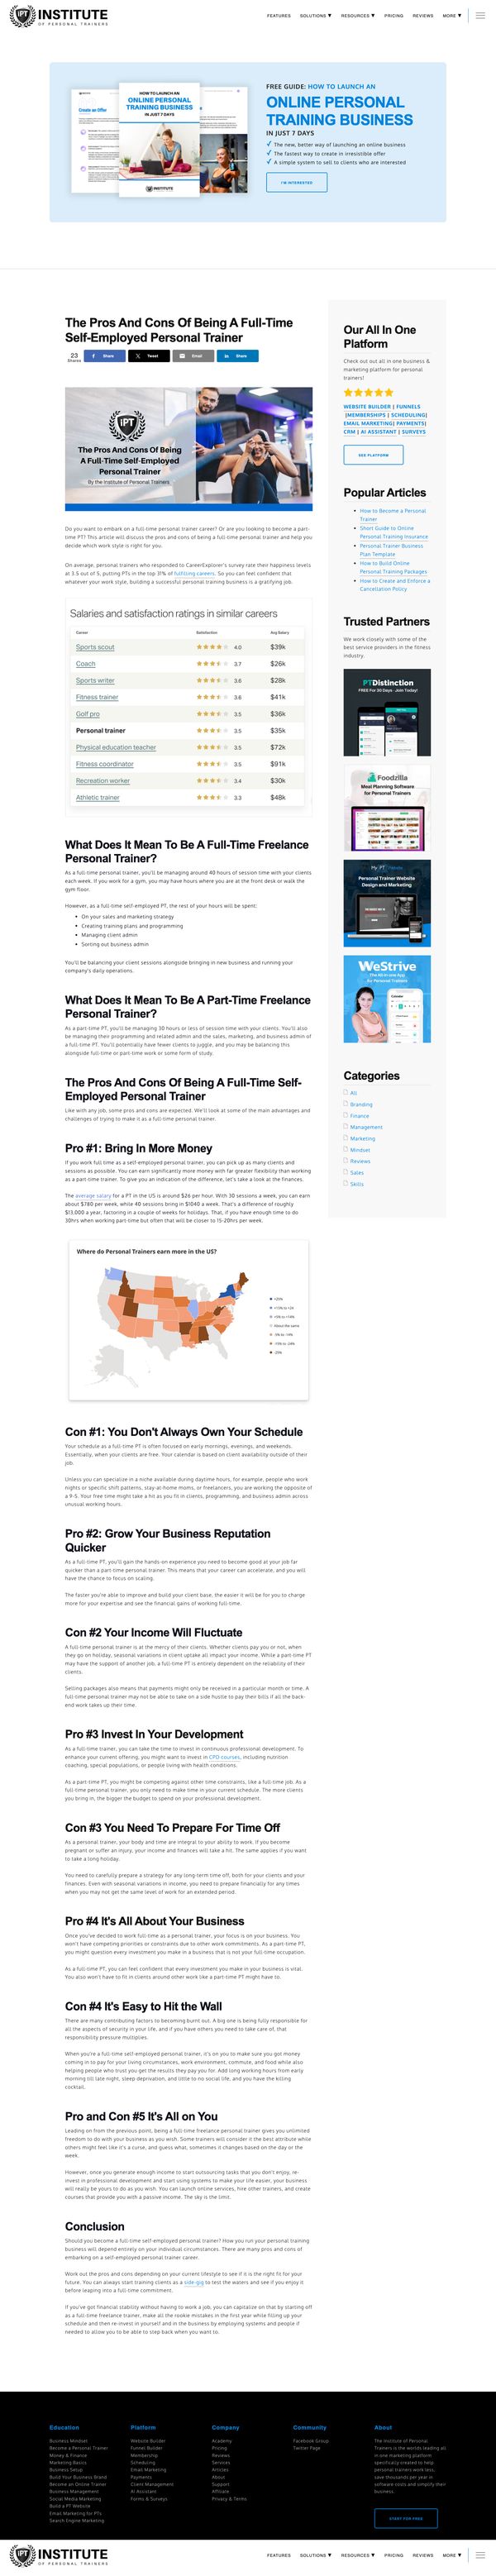 INSTITUTE
OF PERSONAL TRAINERS
FEATURES SOLUTIONS ▼ RESOURCES ▼ PRICING REVIEWS MORE ▼
FREE GUIDE: HOW TO LAUNCH AN
ONLINE PERSONAL
TRAINING BUSINESS
IN JUST 7 DAYS
✓ The new, better way of launching an online business
✓ The fastest way to create in irresistible offer
✓ A simple system to sell to clients who are interested
I'M INTERESTED
Create an Offer
HOW TO LAUNCH AN
ONLINE PERSONAL
TRAINING BUSINESS
IN JUST 7 DAYS
INSTITUTE
The Pros And Cons Of Being A Full-Time
Self-Employed Personal Trainer
23
Shares
Share
Tweet
Email
Share
IPT
The Pros And Cons Of Being
A Full-Time Self-Employed
Personal Trainer
By the Institute of Personal Trainers
Do you want to embark on a full-time personal trainer career? Or are you looking to become a part-
time PT? This article will discuss the pros and cons of being a full-time personal trainer to help you
decide which work style is right for you.
On average, personal trainers who responded to CareerExplorer's survey rate their happiness levels
at 3.5 out of 5, putting PTs in the top 31% of fulfilling careers. So you can feel confident that
whatever your work style, building a successful personal training business is a gratifying job.
Salaries and satisfaction ratings in similar careers
Career Satisfaction Avg Salary
Sports scout 4.0 $39k
Coach 3.7 $26k
Sports writer 3.6 $28k
Fitness trainer 3.6 $41k
Golf pro 3.5 $36k
Personal trainer 3.5 $35k
Physical education teacher 3.5 $72k
Fitness coordinator 3.5 $91k
Recreation worker 3.4 $30k
Athletic trainer 3.3 $48k
What Does It Mean To Be A Full-Time Freelance
Personal Trainer?
As a full-time personal trainer, you'll be managing around 40 hours of session time with your clients
each week. If you work for a gym, you may have hours where you are at the front desk or walk the
gym floor.
However, as a full-time self-employed PT, the rest of your hours will be spent:
• On your sales and marketing strategy
• Creating training plans and programming
• Managing client admin
• Sorting out business admin
You'll be balancing your client sessions alongside bringing in new business and running your
company's daily operations.
What Does It Mean To Be A Part-Time Freelance
Personal Trainer?
As a part-time PT, you'll be managing 30 hours or less of session time with your clients. You'll also
be managing their programming and related admin and the sales, marketing, and business admin of
a full-time PT. You'll potentially have fewer clients to juggle, and you may be balancing this
alongside full-time or part-time work or some form of study.
The Pros And Cons Of Being A Full-Time Self-
Employed Personal Trainer
Like with any job, some pros and cons are expected. We'll look at some of the main advantages and
challenges of trying to make it as a full-time personal trainer.
Pro #1: Bring In More Money
If you work full time as a self-employed personal trainer, you can pick up as many clients and
sessions as possible. You can significantly move the needle with far greater flexibility than working
as a part-time trainer. To give you an idea of the difference, let's take a look at the finances.
The average salary for a PT in the US is around $26 per hour. With 30 sessions a week, you can earn
about $780 per week, while 40 sessions bring in $1040 a week. That's a difference of roughly
$13,000 a year, factoring in a couple of weeks for holidays. That, if you have enough time to do
30hrs when working part-time but often that will be closer to 15-20hrs per week.
Where do Personal Trainers earn more in the US?
About the same
Con #1: You Don't Always Own Your Schedule
Your schedule as a full-time PT is often focused on early mornings, evenings, and weekends.
Essentially, when your clients are free. Your calendar is based on client availability outside of their
job.
Unless you can specialize in a niche available during daytime hours, for example, people who work
nights or specific shift patterns, stay-at-home moms, or freelancers, you are working the opposite of
a 9-5. Your free time might take a hit as you fit in clients, programming, and business admin across
unusual working hours.
Pro #2: Grow Your Business Reputation
Quicker
As a full-time PT, you'll gain the hands-on experience you need to become good at your job far
quicker than a part time personal trainer. This means that your career can accelerate, and you will
have the chance to focus on scaling.
The faster you're able to improve and build your client base, the easier it will be for you to charge
more for your expertise and see the financial gains of working full-time.
Con #2 Your Income Will Fluctuate
A full-time personal trainer is at the mercy of their clients. Whether clients pay you or not, when
they go on holiday, seasonal variations in client uptake all impact your income. While a part-time PT
may have the support of another job, a full-time PT is entirely dependent on the reliability of their
clients.
Selling packages also means that payments might only be received in a particular month or time. A
full-time personal trainer may not be able to take on a side hustle to pay their bills if all the back-
end work takes up their time.
Pro #3 Invest In Your Development
As a full-time trainer, you can take the time to invest in continuous professional development. To
enhance your current offering, you might want to invest in CPD courses, including nutrition
coaching, special populations, or people living with health conditions.
As a part-time PT, you might be competing against other time constraints, like a full-time job. As a
full-time personal trainer, you only need to make time in your current schedule. The more clients
you bring in, the bigger the budget to spend on your professional development.
Con #3 You Need To Prepare For Time Off
As a personal trainer, your body and time are integral to your ability to work. If you become
pregnant or suffer an injury, your income and finances will take a hit. The same applies if you want
to take a long holiday.
You need to carefully prepare a strategy for any long-term time off, both for your clients and your
finances. Even with seasonal variations in income, you need to prepare financially for any times
when you may not get the same level of work for an extended period.
Pro #4 It's All About Your Business
Once you've decided to work full-time as a personal trainer, your focus is on your business. You
won't have competing priorities or constraints due to other work commitments. As a part-time PT,
you might question every investment you make in a business that is not your full-time occupation.
As a full-time PT, you can feel confident that every investment you make in your business is vital.
You also won't have to fit in clients around other work like a part-time PT might have to.
Con #4 It's Easy to Hit the Wall
There are many contributing factors to becoming burnt out. A big one is being fully responsible for
all the aspects of security in your life, and if you have others you need to take care of, that
responsibility pressure multiplies.
When you're a full-time self-employed personal trainer, it's on you to make sure you got money
coming in to pay for your living circumstances, work environment, commute, and food while also
helping people who trust you get the results they pay you for. Add long working hours from early
morning till late night, sleep deprivation, and little to no social life, and you have the killing
cocktail.
Pro and Con #5 It's All on You
Leading on from the previous point, being a full-time freelance personal trainer gives you unlimited
freedom to do with your business as you wish. Some trainers will consider it the best attribute while
others might feel like it's a curse, and guess what, sometimes it changes based on the day or the
week.
However, once you generate enough income to start outsourcing tasks that you don't enjoy, re-
invest in professional development and start using systems to make your life easier, your business
will really be yours to do as you wish. You can launch online services, hire other trainers, and create
courses that provide you with a passive income. The sky is the limit.
Conclusion
Should you become a full-time self-employed personal trainer? How you run your personal training
business will depend entirely on your individual circumstances. There are many pros and cons of
embarking on a self-employed personal trainer career.
Work out the pros and cons depending on your current lifestyle to see if it is the right fit for your
future. You can always start training clients as a side-gig to test the waters and see if you enjoy it
before leaping into a full-time commitment.
If you've got financial stability without having to work a job, you can capitalize on that by starting off
as a full-time freelance trainer, make all the rookie mistakes in the first year while filling up your
schedule and then re-invest in yourself and in the business by employing systems and people if
needed to allow you to be able to step back when you want to.
Our All In One
Platform
Check out out all in one business &
marketing platform for personal
trainers!
WEBSITE BUILDER | FUNNELS
|MEMBERSHIPS | SCHEDULING|
EMAIL MARKETING| PAYMENTS|
CRM | AI ASSISTANT | SURVEYS
SEE PLATFORM
Popular Articles
• How to Become a Personal
Trainer
• Short Guide to Online
Personal Training Insurance
• Personal Trainer Business
Plan Template
• How to Build Online
Personal Training Packages
• How to Create and Enforce a
Cancellation Policy
Trusted Partners
We work closely with some of the
best service providers in the fitness
industry.
PTDistinction
FREE For 30 Days - Join Today!
Foodzilla
Meal Planning Software
for Personal Trainers
My PT Website
Personal Trainer Website
Design and Marketing
WeStrive
The All-in-one App
for Personal Trainers
Categories
All
Branding
Finance
Management
Marketing
Mindset
Reviews
Sales
Skills
Education
Business Mindset
Become a Personal Trainer
Money & Finance
Marketing Basics
Business Setup
Build Your Business Brand
Become an Online Trainer
Business Management
Social Media Marketing
Build a PT Website
Email Marketing for PTs
Search Engine Marketing
Platform
Website Builder
Funnel Builder
Membership
Scheduling
Email Marketing
Payments
Client Management
AI Assistant
Forms & Surveys
Company
Academy
Pricing
Reviews
Services
Articles
About
Support
Affiliate
Privacy & Terms
Community
Facebook Group
Twitter Page
About
The Institute of Personal
Trainers is the worlds leading all
in one marketing platform
specifically created to help
personal trainers work less,
save thousands per year in
software costs and simplify their
business.
START FOR FREE
INSTITUTE
OF PERSONAL TRAINERS
FEATURES SOLUTIONS ▼ RESOURCES ▼ PRICING REVIEWS MORE ▼